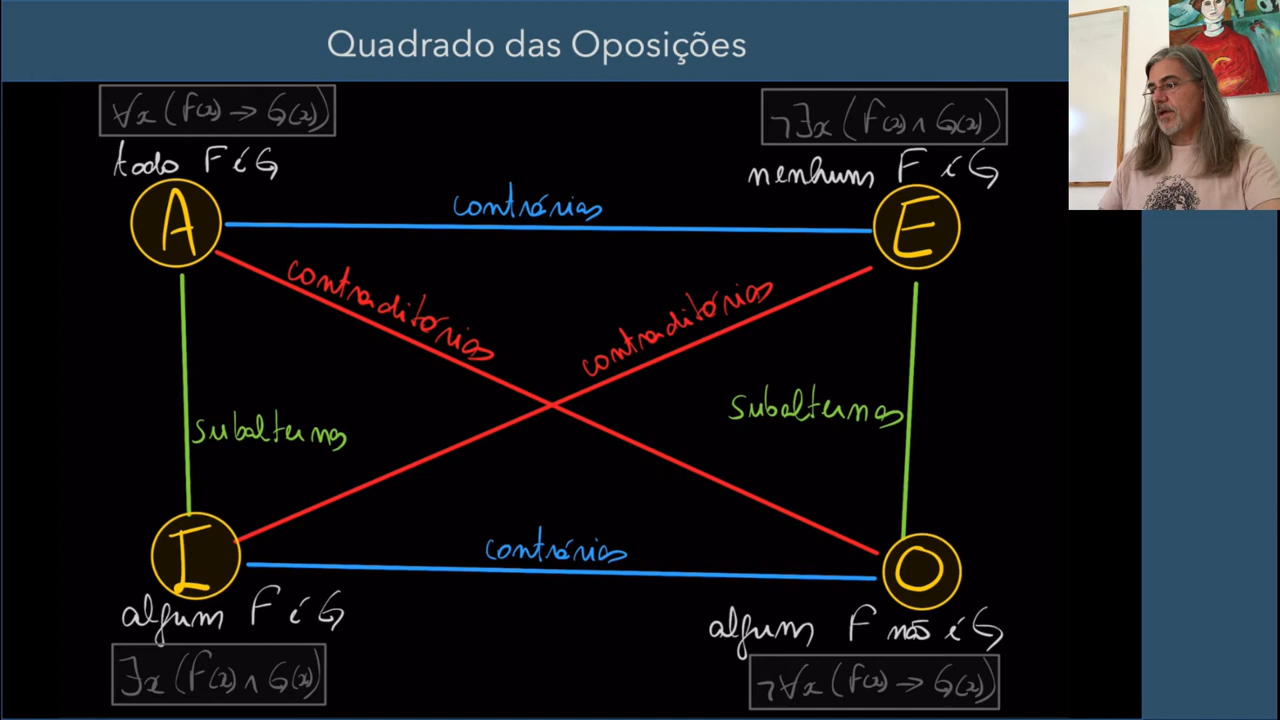 Quadrado das Oposições
∀x (F(x) → G(x))
¬∃x (F(x) ∧ G(x))
todo F é G
nenhum F é G
A
contrárias
E
contraditórias
contraditórias
subalternas
subalternas
I
contrárias
O
algum F é G
algum F não é G
∃x (F(x) ∧ G(x))
¬∀x (F(x) → G(x))